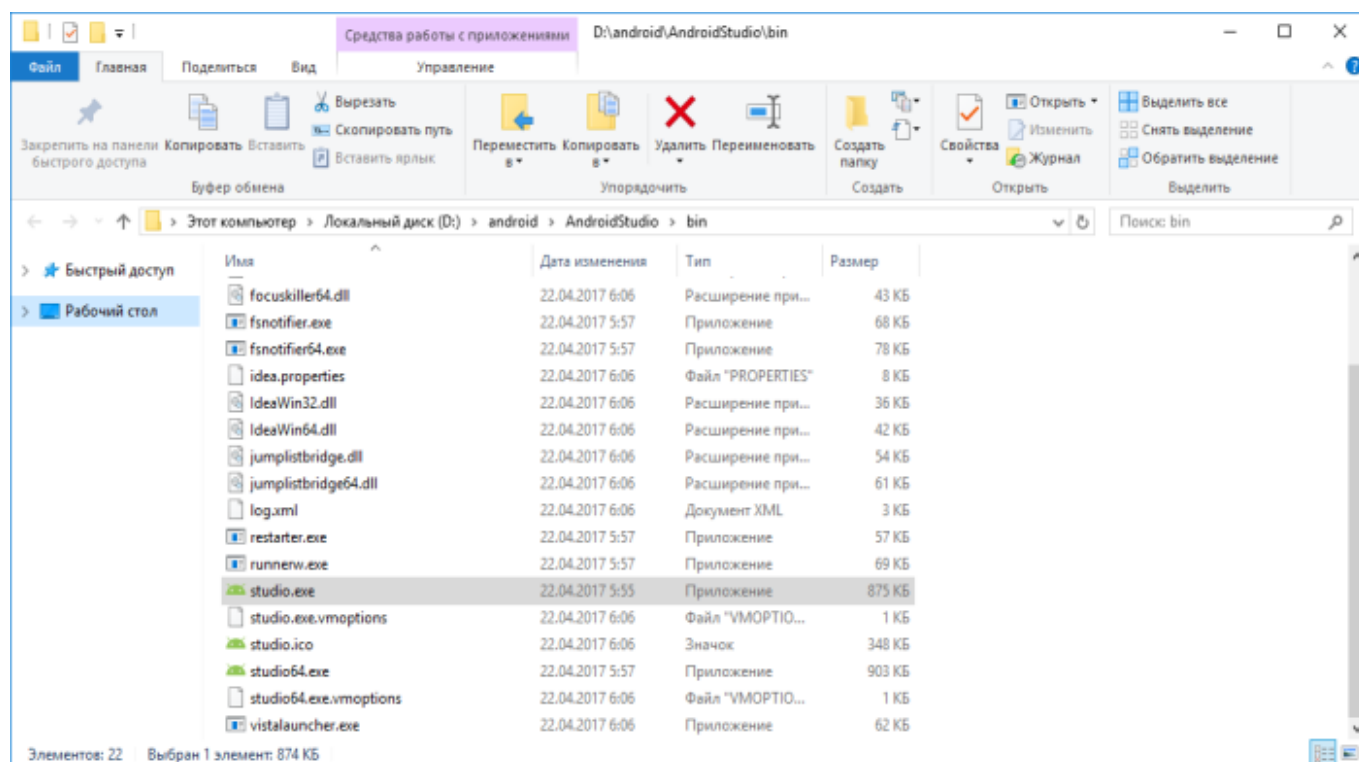 Средства работы с приложениями D:\android\AndroidStudio\bin
Файл Главная Поделиться Вид Управление
Закрепить на панели быстрого доступа
Копировать
Вставить
Вырезать
Скопировать путь
Вставить ярлык
Буфер обмена
Переместить в
Копировать в
Удалить
Переименовать
Упорядочить
Создать папку
Создать
Свойства
Открыть
Изменить
Журнал
Открыть
Выделить все
Снять выделение
Обратить выделение
Выделить
Этот компьютер > Локальный диск (D:) > android > AndroidStudio > bin
Поиск: bin
Быстрый доступ
Рабочий стол
Имя Дата изменения Тип Размер
focuskiller64.dll 22.04.2017 6:06 Расширение при... 43 КБ
fsnotifier.exe 22.04.2017 5:57 Приложение 68 КБ
fsnotifier64.exe 22.04.2017 5:57 Приложение 78 КБ
idea.properties 22.04.2017 6:06 Файл "PROPERTIES" 8 КБ
IdeaWin32.dll 22.04.2017 6:06 Расширение при... 36 КБ
IdeaWin64.dll 22.04.2017 6:06 Расширение при... 42 КБ
jumplistbridge.dll 22.04.2017 6:06 Расширение при... 54 КБ
jumplistbridge64.dll 22.04.2017 6:06 Расширение при... 61 КБ
log.xml 22.04.2017 6:06 Документ XML 3 КБ
restarter.exe 22.04.2017 5:57 Приложение 57 КБ
runnerw.exe 22.04.2017 5:57 Приложение 69 КБ
studio.exe 22.04.2017 5:55 Приложение 875 КБ
studio.exe.vmoptions 22.04.2017 6:06 Файл "VMOPTIO... 1 КБ
studio.ico 22.04.2017 6:06 Значок 348 КБ
studio64.exe 22.04.2017 5:57 Приложение 903 КБ
studio64.exe.vmoptions 22.04.2017 6:06 Файл "VMOPTIO... 1 КБ
vistalauncher.exe 22.04.2017 6:06 Приложение 62 КБ
Элементов: 22 Выбран 1 элемент: 874 КБ